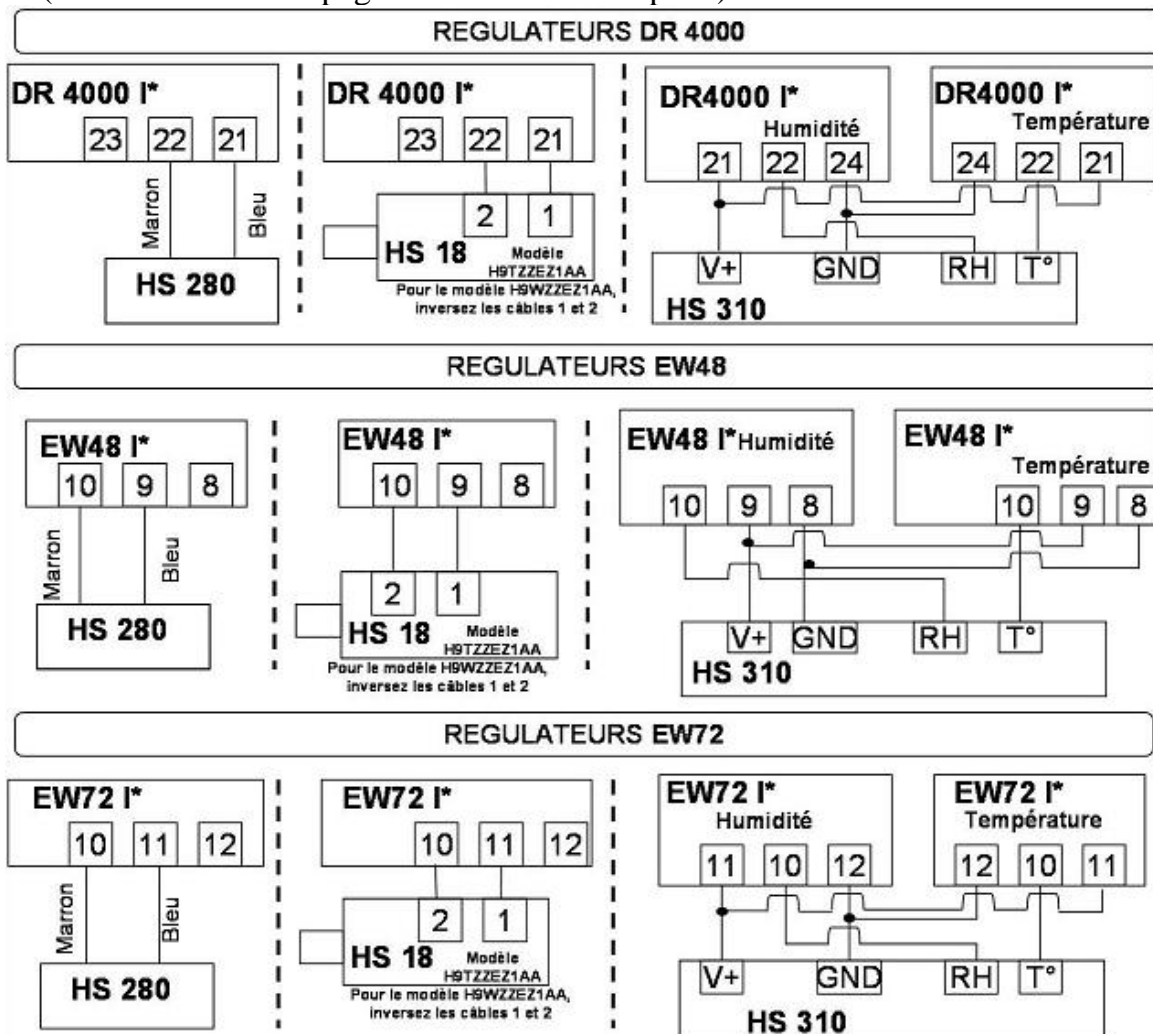 REGULATEURS DR 4000
DR 4000 I*
23 22 21
Marron
Bleu
HS 280
DR 4000 I*
23 22 21
2 1
HS 18
Modèle
H9TZZEZ1AA
Pour le modèle H9WZZEZ1AA,
inversez les câbles 1 et 2
DR4000 I*
Humidité
21 22 24
DR4000 I*
Température
24 22 21
V+ GND RH T°
HS 310
REGULATEURS EW48
EW48 I*
10 9 8
Marron
Bleu
HS 280
EW48 I*
10 9 8
2 1
HS 18
Modèle
H9TZZEZ1AA
Pour le modèle H9WZZEZ1AA,
inversez les câbles 1 et 2
EW48 I* Humidité
10 9 8
EW48 I*
Température
10 9 8
V+ GND RH T°
HS 310
REGULATEURS EW72
EW72 I*
10 11 12
Marron
Bleu
HS 280
EW72 I*
10 11 12
2 1
HS 18
Modèle
H9TZZEZ1AA
Pour le modèle H9WZZEZ1AA,
inversez les câbles 1 et 2
EW72 I*
Humidité
11 10 12
EW72 I*
Température
12 10 11
V+ GND RH T°
HS 310